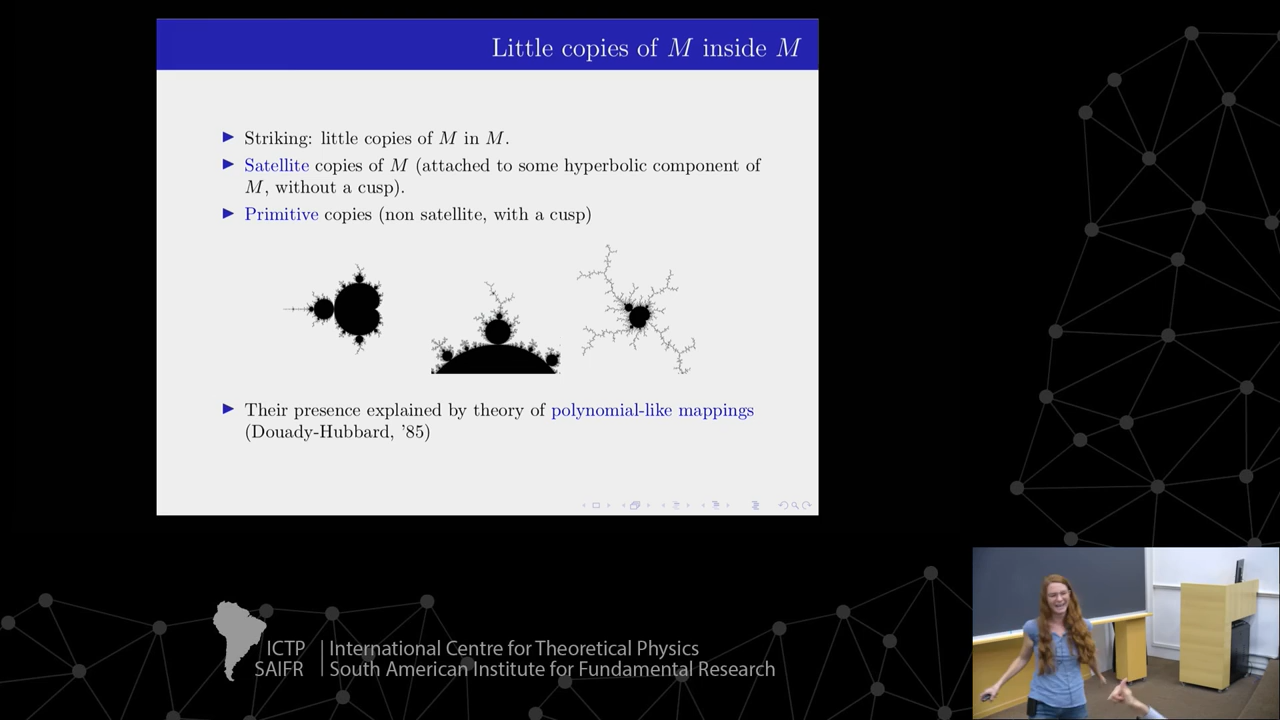 Little copies of M inside M
▶ Striking: little copies of M in M.
▶ Satellite copies of M (attached to some hyperbolic component of
M, without a cusp).
▶ Primitive copies (non satellite, with a cusp)
▶ Their presence explained by theory of polynomial-like mappings
(Douady-Hubbard, '85)
ICTP | International Centre for Theoretical Physics
SAIFR | South American Institute for Fundamental Research